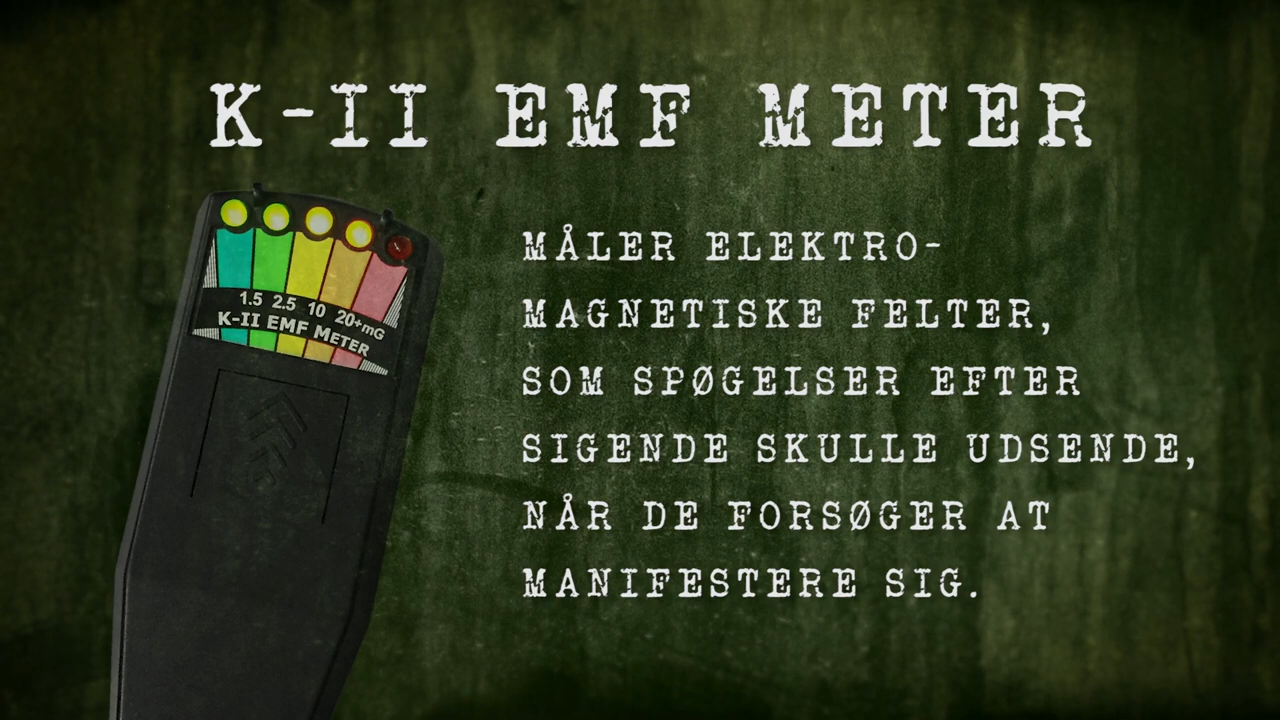 K-II EMF METER
1.5 2.5 10 20+mG
K-II EMF METER
MÅLER ELEKTRO-
MAGNETISKE FELTER,
SOM SPØGELSER EFTER
SIGENDE SKULLE UDSENDE,
NÅR DE FORSØGER AT
MANIFESTERE SIG.